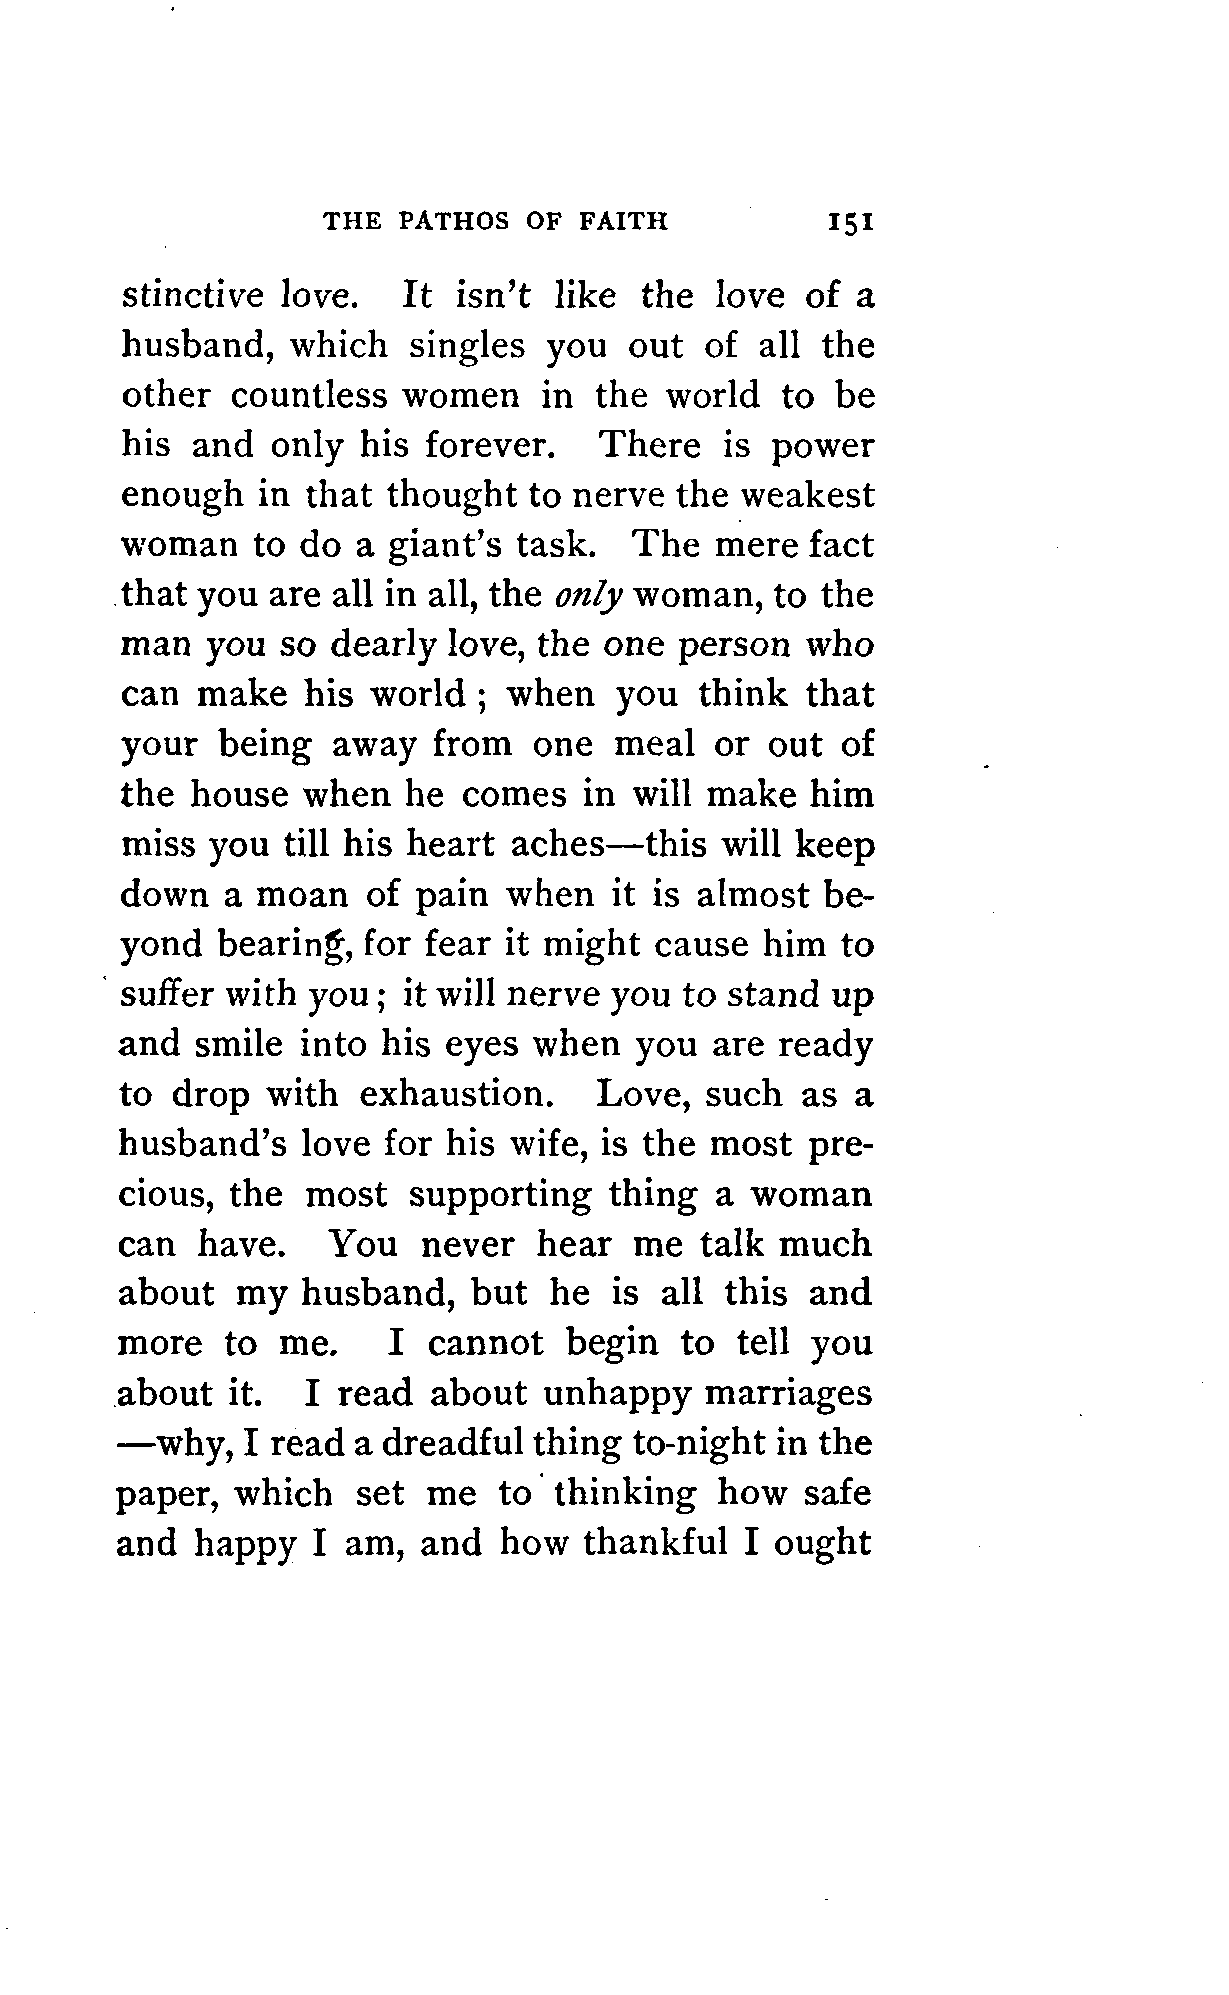 THE PATHOS OF FAITH 151
stinctive love. It isn't like the love of a
husband, which singles you out of all the
other countless women in the world to be
his and only his forever. There is power
enough in that thought to nerve the weakest
woman to do a giant's task. The mere fact
that you are all in all, the only woman, to the
man you so dearly love, the one person who
can make his world ; when you think that
your being away from one meal or out of
the house when he comes in will make him
miss you till his heart aches—this will keep
down a moan of pain when it is almost be-
yond bearing, for fear it might cause him to
suffer with you ; it will nerve you to stand up
and smile into his eyes when you are ready
to drop with exhaustion. Love, such as a
husband's love for his wife, is the most pre-
cious, the most supporting thing a woman
can have. You never hear me talk much
about my husband, but he is all this and
more to me. I cannot begin to tell you
about it. I read about unhappy marriages
—why, I read a dreadful thing to-night in the
paper, which set me to thinking how safe
and happy I am, and how thankful I ought